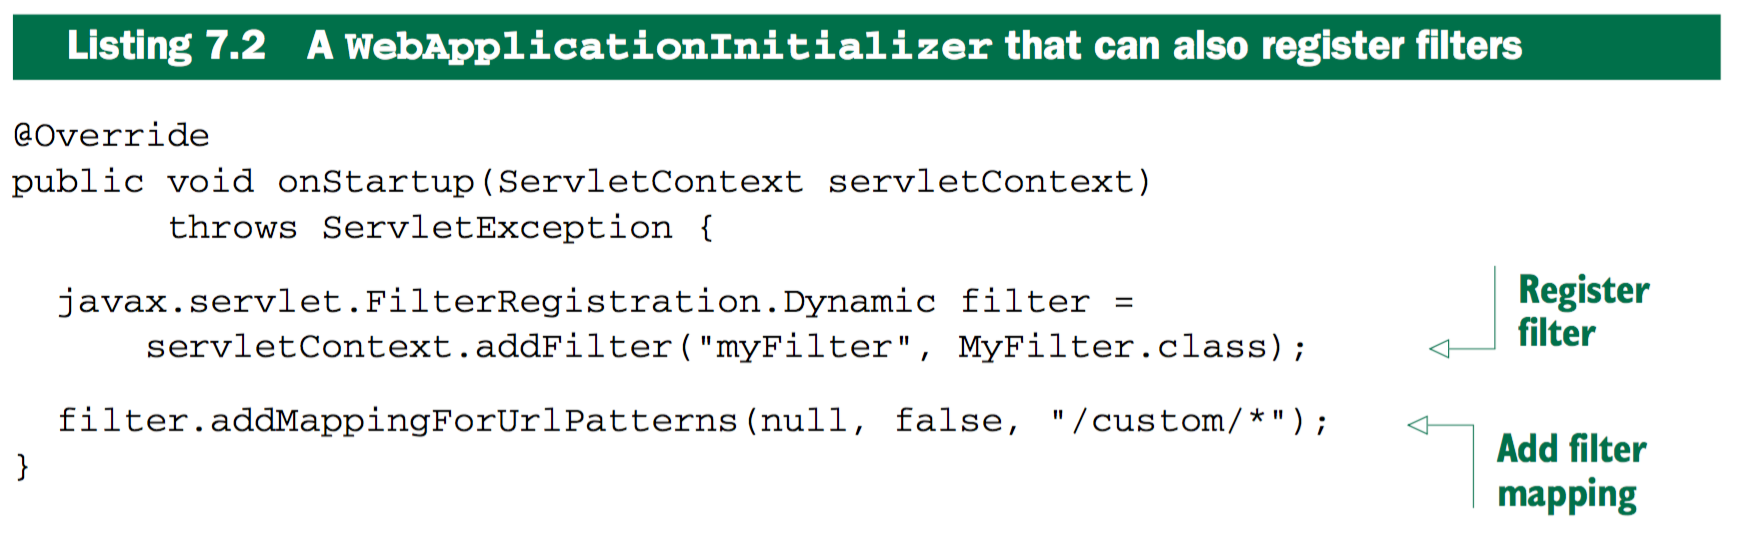 Listing 7.2 A WebApplicationInitializer that can also register filters
@Override
public void onStartup(ServletContext servletContext)
throws ServletException {
javax.servlet.FilterRegistration.Dynamic filter =
servletContext.addFilter("myFilter", MyFilter.class);
Register
filter
filter.addMappingForUrlPatterns(null, false, "/custom/*");
Add filter
mapping
}